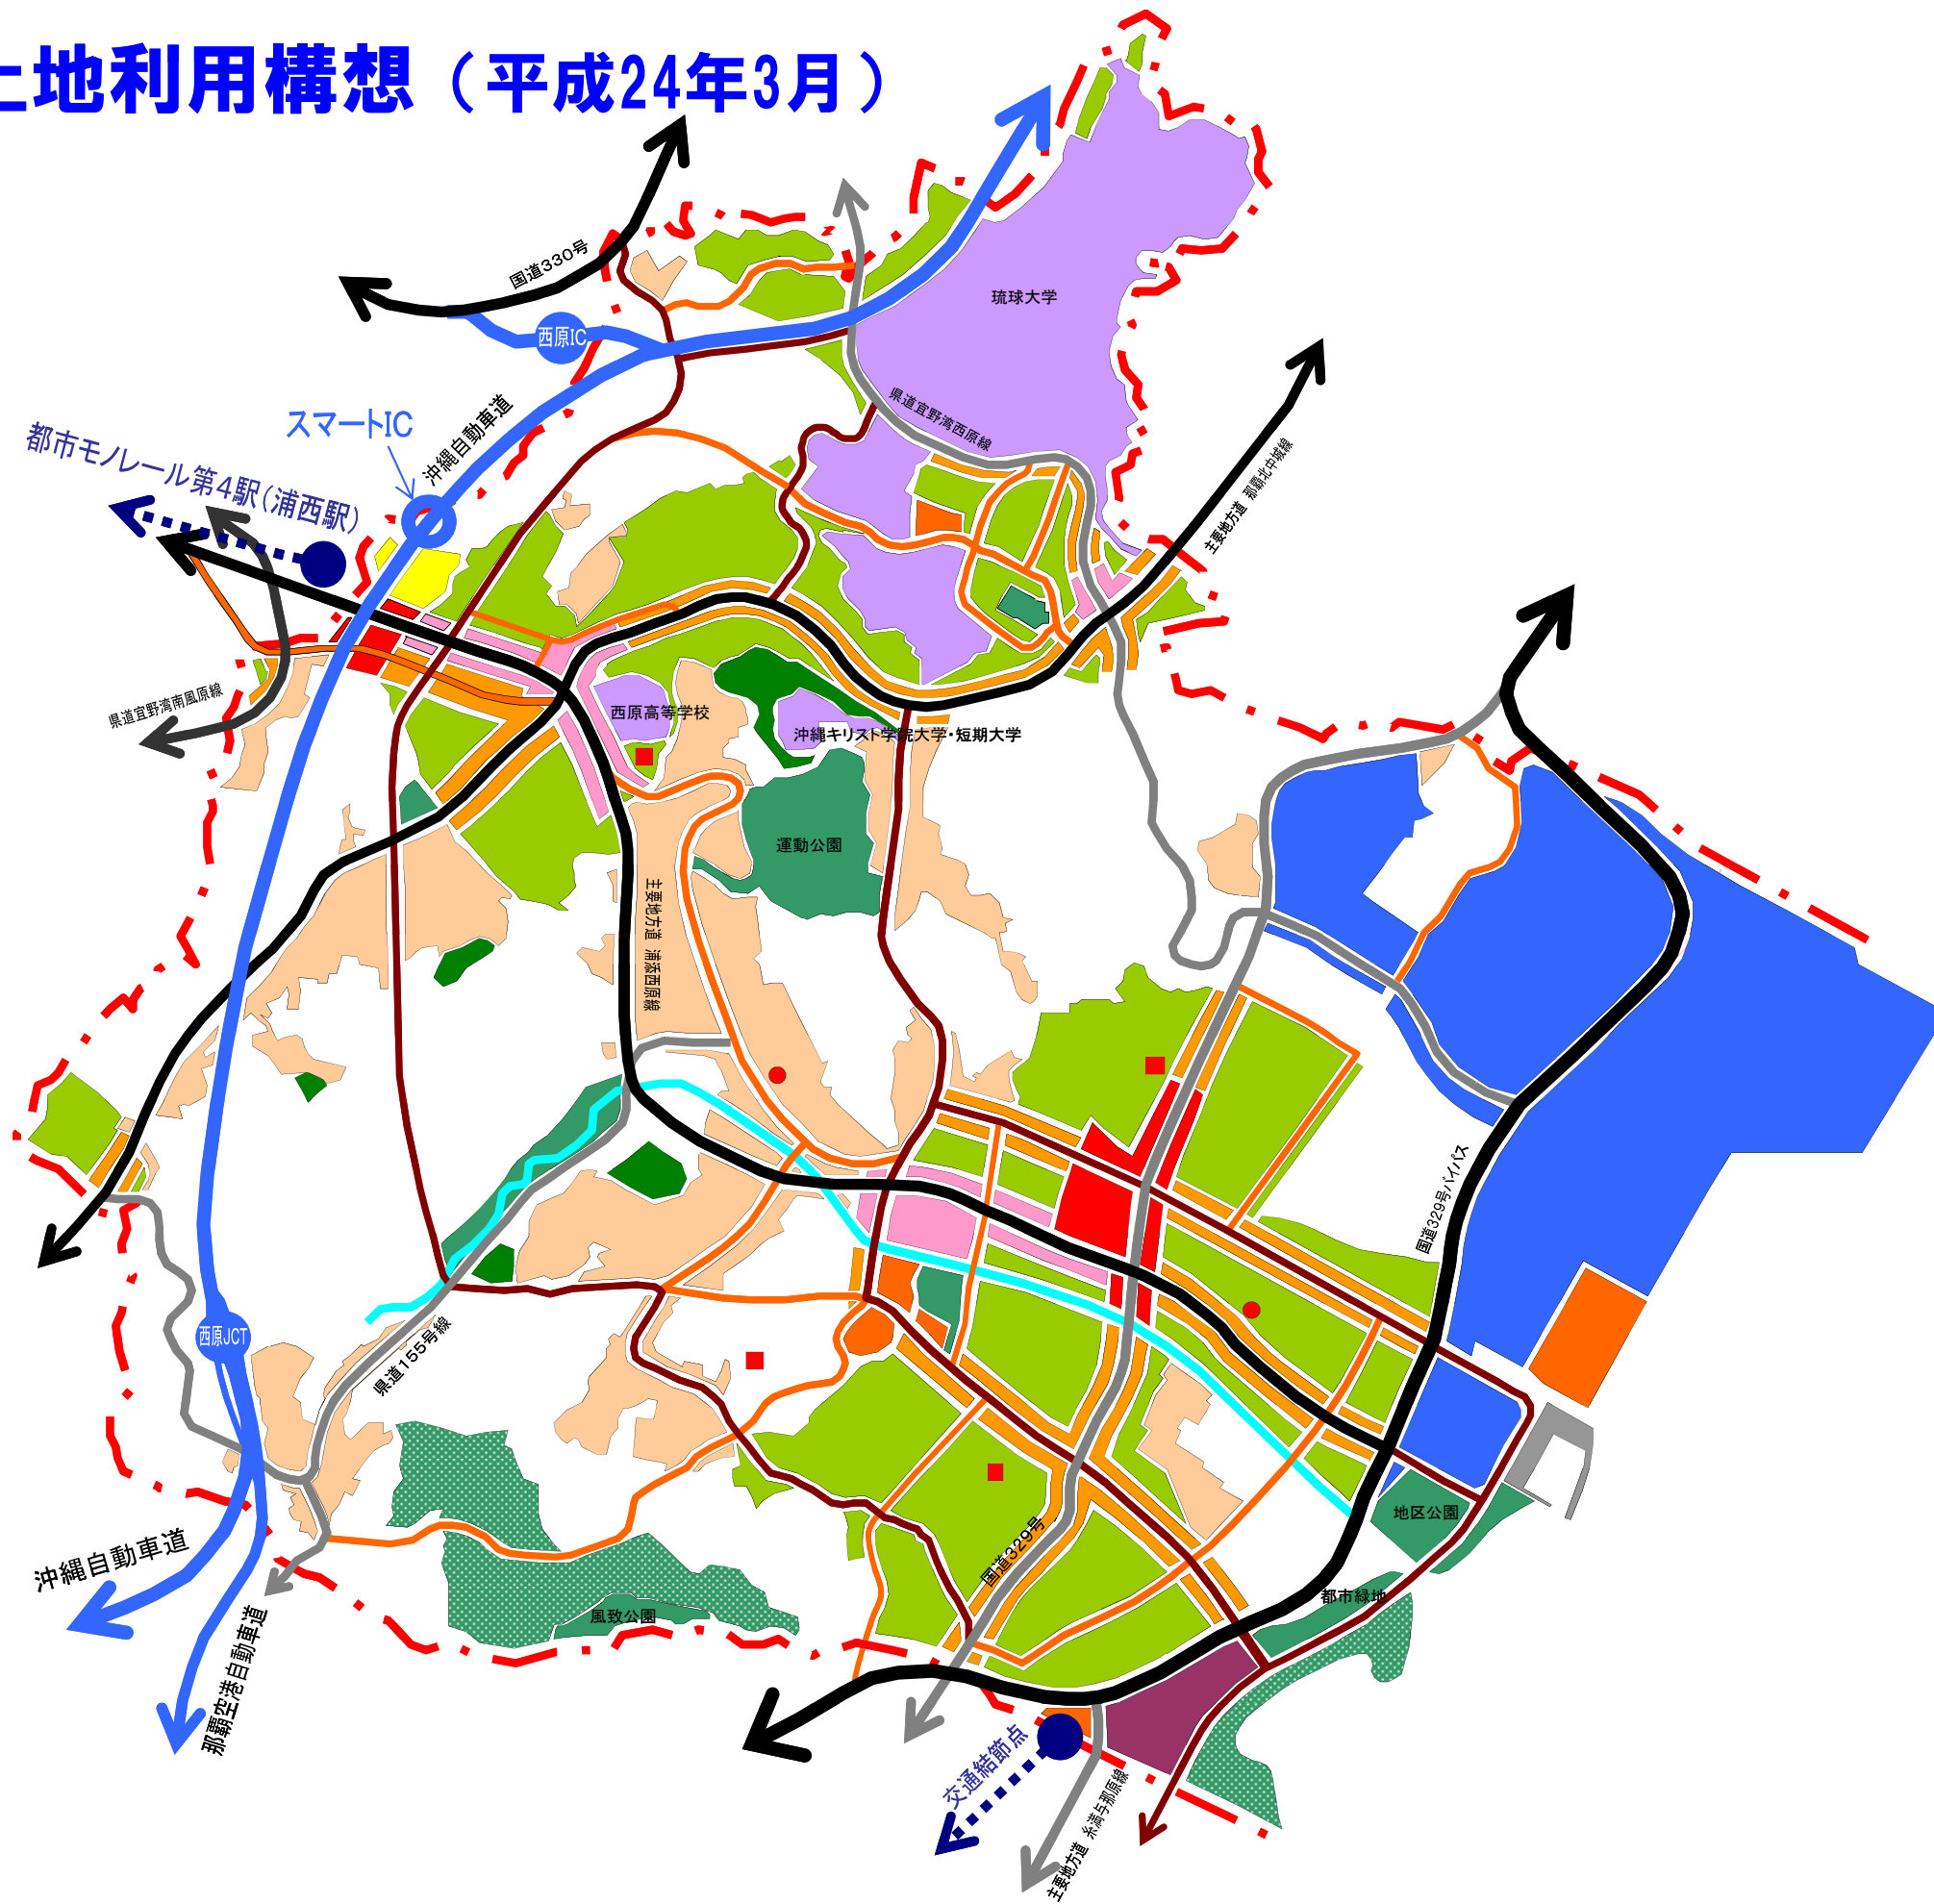 土地利用構想（平成24年3月）
国道330号
琉球大学
西原IC
県道宜野湾西原線
スマートIC
沖縄自動車道
都市モノレール第4駅（浦西駅）
主要地方道 那覇北中城線
県道宜野湾南風原線
西原高等学校
沖縄キリスト学院大学・短期大学
運動公園
主要地方道 浦添西原線
国道329号バイパス
西原JCT
県道155号線
地区公園
沖縄自動車道
国道329号
都市緑地
風致公園
那覇空港自動車道
交通結節点
主要地方道 糸満与那原線